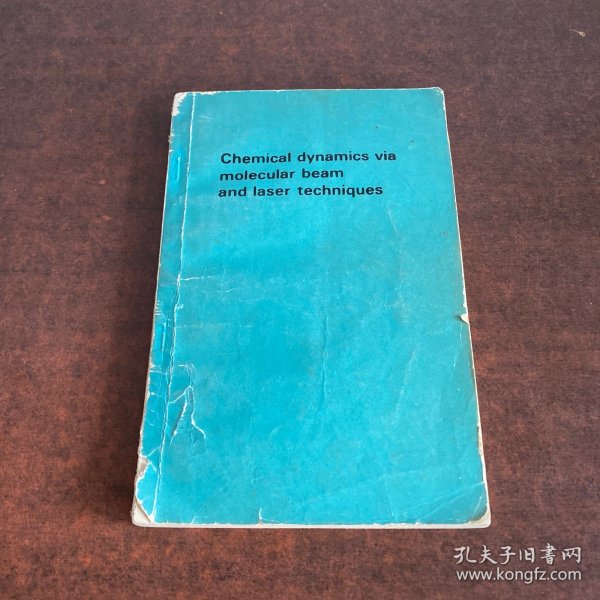 Chemical dynamics via
molecular beam
and laser techniques
孔夫子旧书网
www.kongfz.com